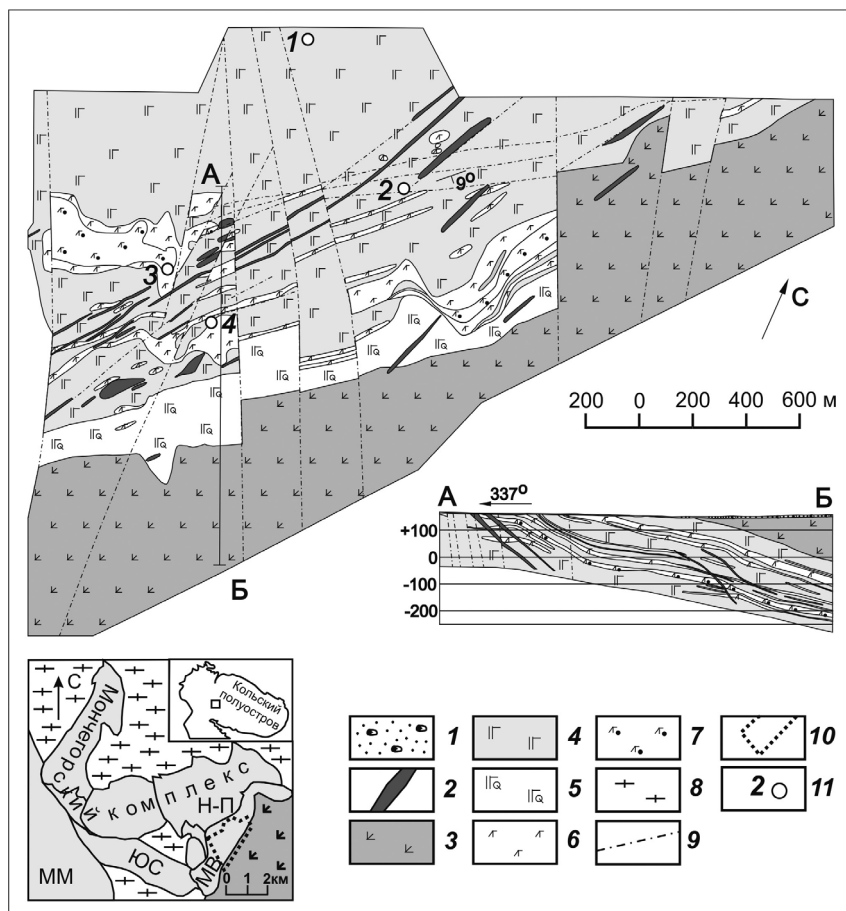 1
А
9°
2
3
4
С
200 0 200 400 600 м
Б
А 337° Б
+100
0
-100
-200
С
Мончегорский комплекс
Кольский
полуостров
Н-П
ЮС
МВ
ММ
0 1 2км
1 4 7 10
2 5 8 2 11
3 6 9